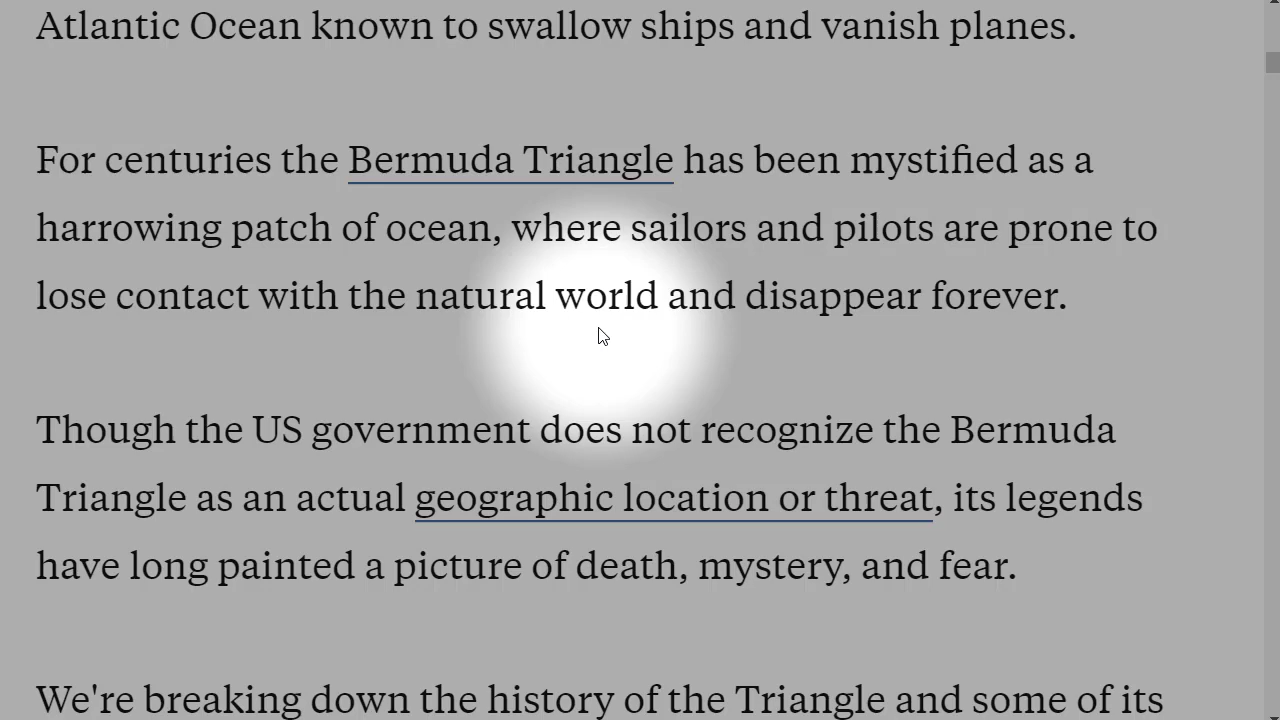 Atlantic Ocean known to swallow ships and vanish planes.
For centuries the Bermuda Triangle has been mystified as a
harrowing patch of ocean, where sailors and pilots are prone to
lose contact with the natural world and disappear forever.
Though the US government does not recognize the Bermuda
Triangle as an actual geographic location or threat, its legends
have long painted a picture of death, mystery, and fear.
We're breaking down the history of the Triangle and some of its